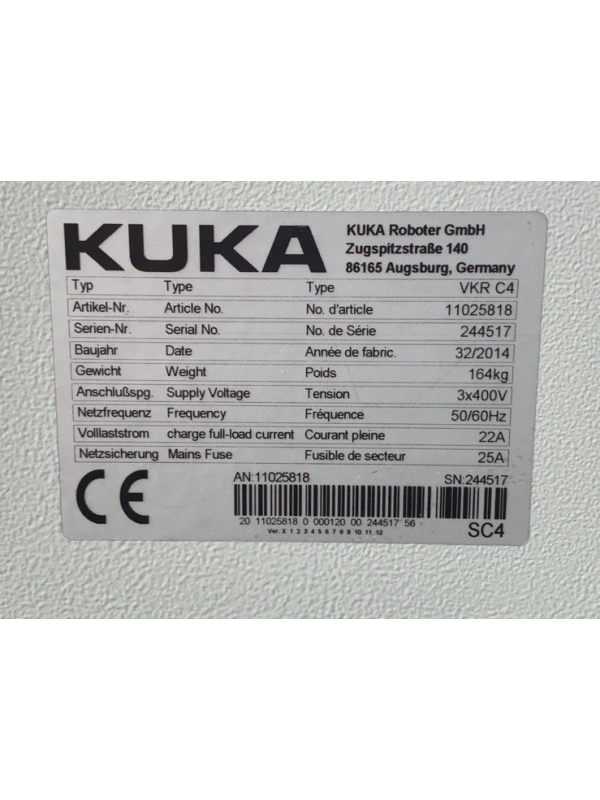 KUKA
KUKA Roboter GmbH
Zugspitzstraße 140
86165 Augsburg, Germany
Typ Type Type VKR C4
Artikel-Nr. Article No. No. d'article 11025818
Serien-Nr. Serial No. No. de Série 244517
Baujahr Date Année de fabric. 32/2014
Gewicht Weight Poids 164kg
Anschlußspg. Supply Voltage Tension 3x400V
Netzfrequenz Frequency Fréquence 50/60Hz
Volllaststrom charge full-load current Courant pleine 22A
Netzsicherung Mains Fuse Fusible de secteur 25A
CE
AN:11025818 SN:244517
20 11025818 0 000120 00 244517 56
Ver. X 1 2 3 4 5 6 7 8 9 10 11 12
SC4